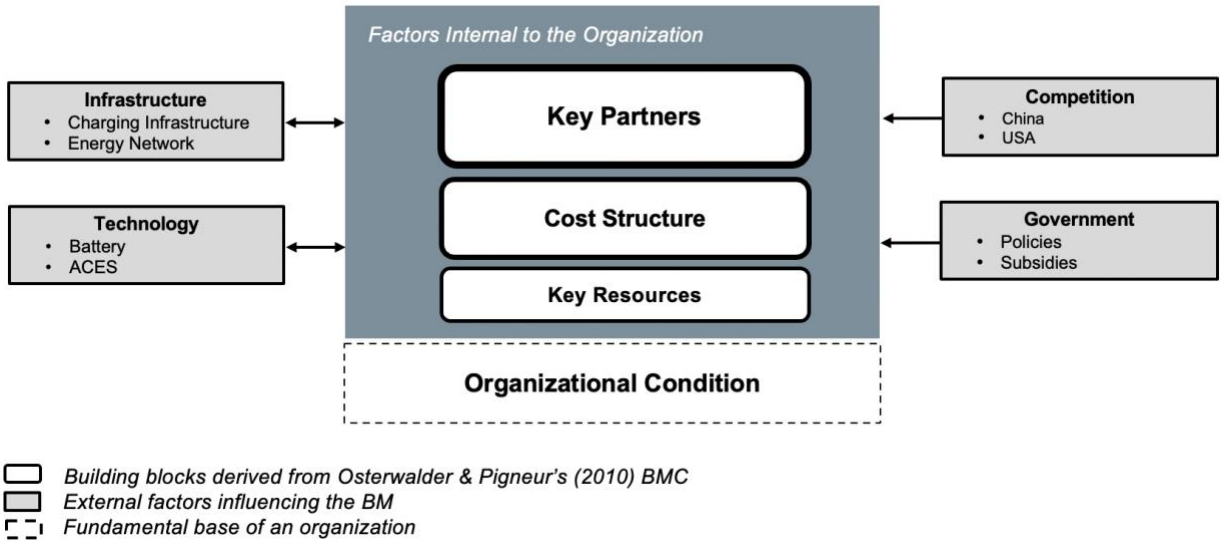 Factors Internal to the Organization
Infrastructure
• Charging Infrastructure
• Energy Network
Technology
• Battery
• ACES
Key Partners
Cost Structure
Key Resources
Organizational Condition
Competition
• China
• USA
Government
• Policies
• Subsidies
Building blocks derived from Osterwalder & Pigneur's (2010) BMC
External factors influencing the BM
Fundamental base of an organization